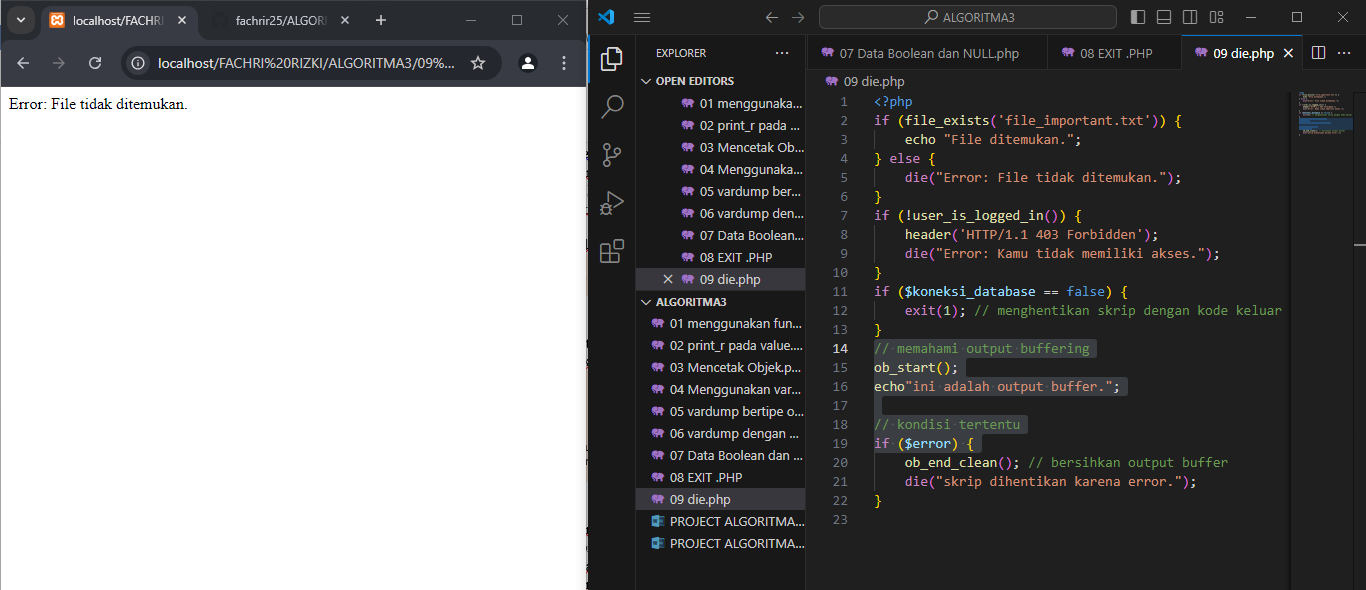 localhost/FACHRI
fachrir25/ALGORI
localhost/FACHRI%20RIZKI/ALGORITMA3/09%...
Error: File tidak ditemukan.
ALGORITMA3
EXPLORER
OPEN EDITORS
01 menggunaka...
02 print_r pada ...
03 Mencetak Obj...
04 Menggunaka...
05 vardump ber...
06 vardump den...
07 Data Boolean...
08 EXIT .PHP
09 die.php
ALGORITMA3
01 menggunakan fun...
02 print_r pada value....
03 Mencetak Objek.p...
04 Menggunakan var...
05 vardump bertipe o...
06 vardump dengan ...
07 Data Boolean dan ...
08 EXIT .PHP
09 die.php
PROJECT ALGORITMA...
PROJECT ALGORITMA...
07 Data Boolean dan NULL.php
08 EXIT .PHP
09 die.php
09 die.php
1 <?php
2 if (file_exists('file_important.txt')) {
3 echo "File ditemukan.";
4 } else {
5 die("Error: File tidak ditemukan.");
6 }
7 if (!user_is_logged_in()) {
8 header('HTTP/1.1 403 Forbidden');
9 die("Error: Kamu tidak memiliki akses.");
10 }
11 if ($koneksi_database == false) {
12 exit(1); // menghentikan skrip dengan kode keluar
13 }
14 // memahami output buffering
15 ob_start();
16 echo"ini adalah output buffer.";
17
18 // kondisi tertentu
19 if ($error) {
20 ob_end_clean(); // bersihkan output buffer
21 die("skrip dihentikan karena error.");
22 }
23